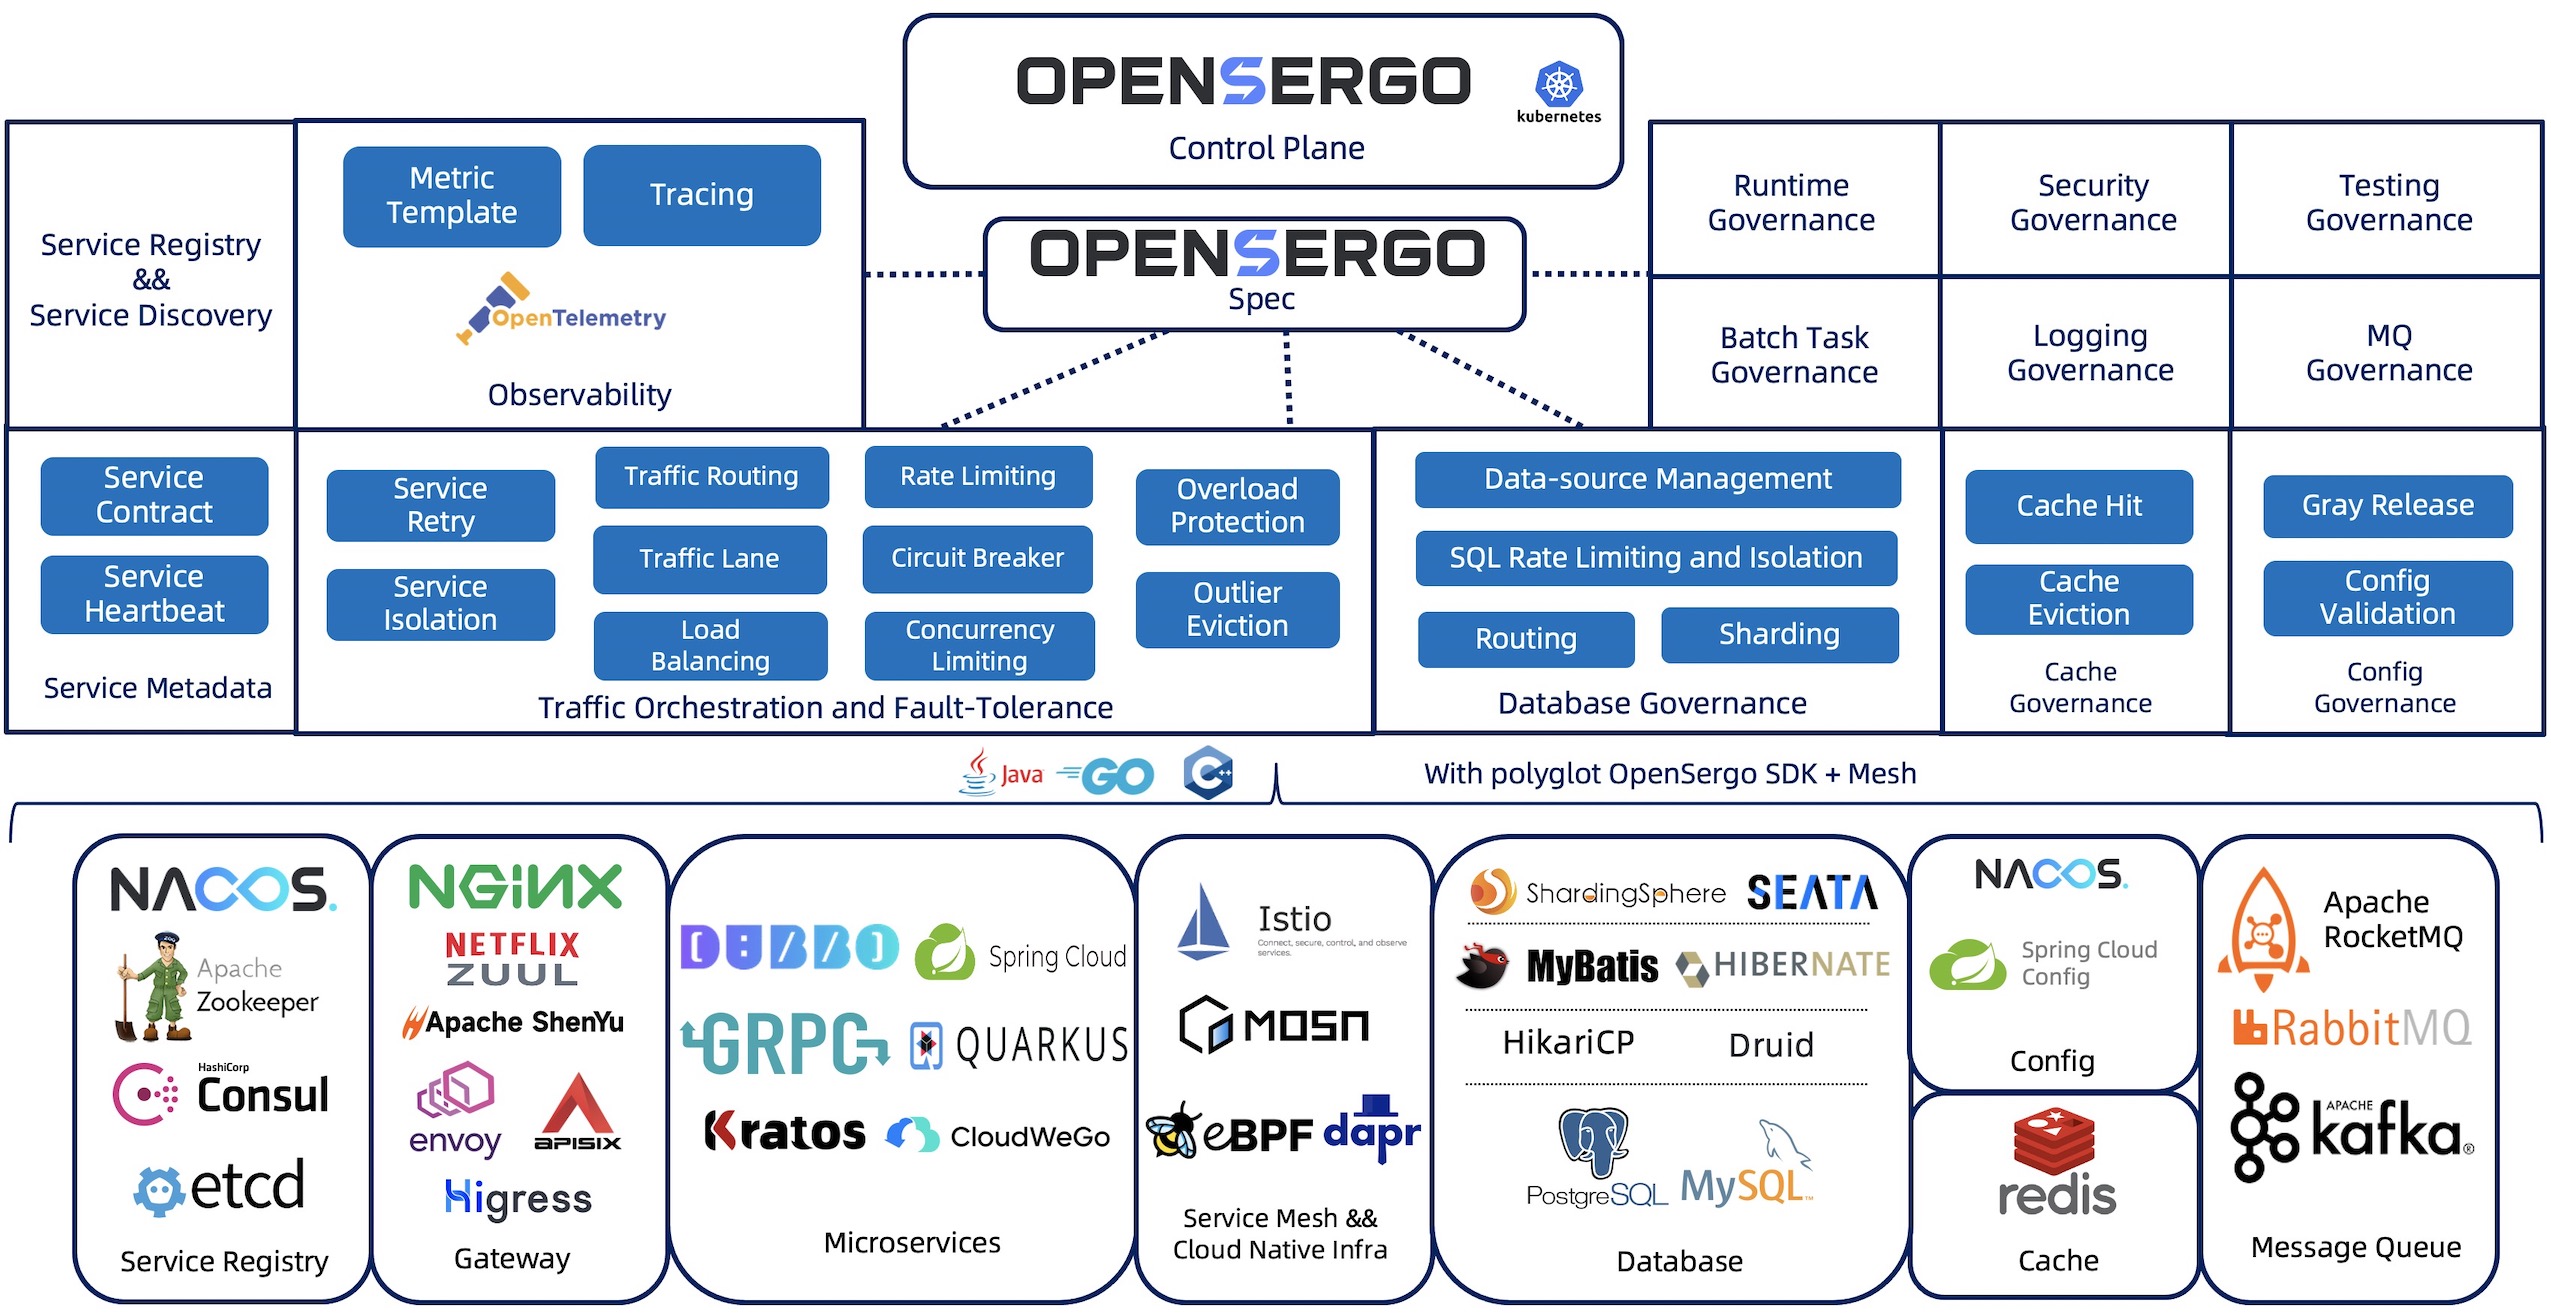 OPENSERGO
kubernetes
Control Plane
OPENSERGO
Spec
Service Registry
&&
Service Discovery
Metric
Template
Tracing
OpenTelemetry
Observability
Runtime
Governance
Security
Governance
Testing
Governance
Batch Task
Governance
Logging
Governance
MQ
Governance
Service
Contract
Service
Heartbeat
Service Metadata
Service
Retry
Service
Isolation
Traffic Routing
Traffic Lane
Load
Balancing
Rate Limiting
Circuit Breaker
Concurrency
Limiting
Overload
Protection
Outlier
Eviction
Traffic Orchestration and Fault-Tolerance
Data-source Management
SQL Rate Limiting and Isolation
Routing
Sharding
Database Governance
Cache Hit
Cache
Eviction
Cache
Governance
Gray Release
Config
Validation
Config
Governance
Java
GO
C++
With polyglot OpenSergo SDK + Mesh
NACOS.
Apache
Zookeeper
HashiCorp
Consul
etcd
Service Registry
NGINX
NETFLIX
ZUUL
Apache ShenYu
envoy
APISIX
Higress
Gateway
DUBBO
Spring Cloud
GRPC
QUARKUS
Kratos
CloudWeGo
Microservices
Istio
Connect, secure, control, and observe
services.
MOSN
eBPF
dapr
Service Mesh &&
Cloud Native Infra
ShardingSphere
SEATA
MyBatis
HIBERNATE
HikariCP
Druid
PostgreSQL
MySQL™
Database
NACOS.
Spring Cloud
Config
Config
redis
Cache
Apache
RocketMQ
RabbitMQ
APACHE
kafka®
Message Queue